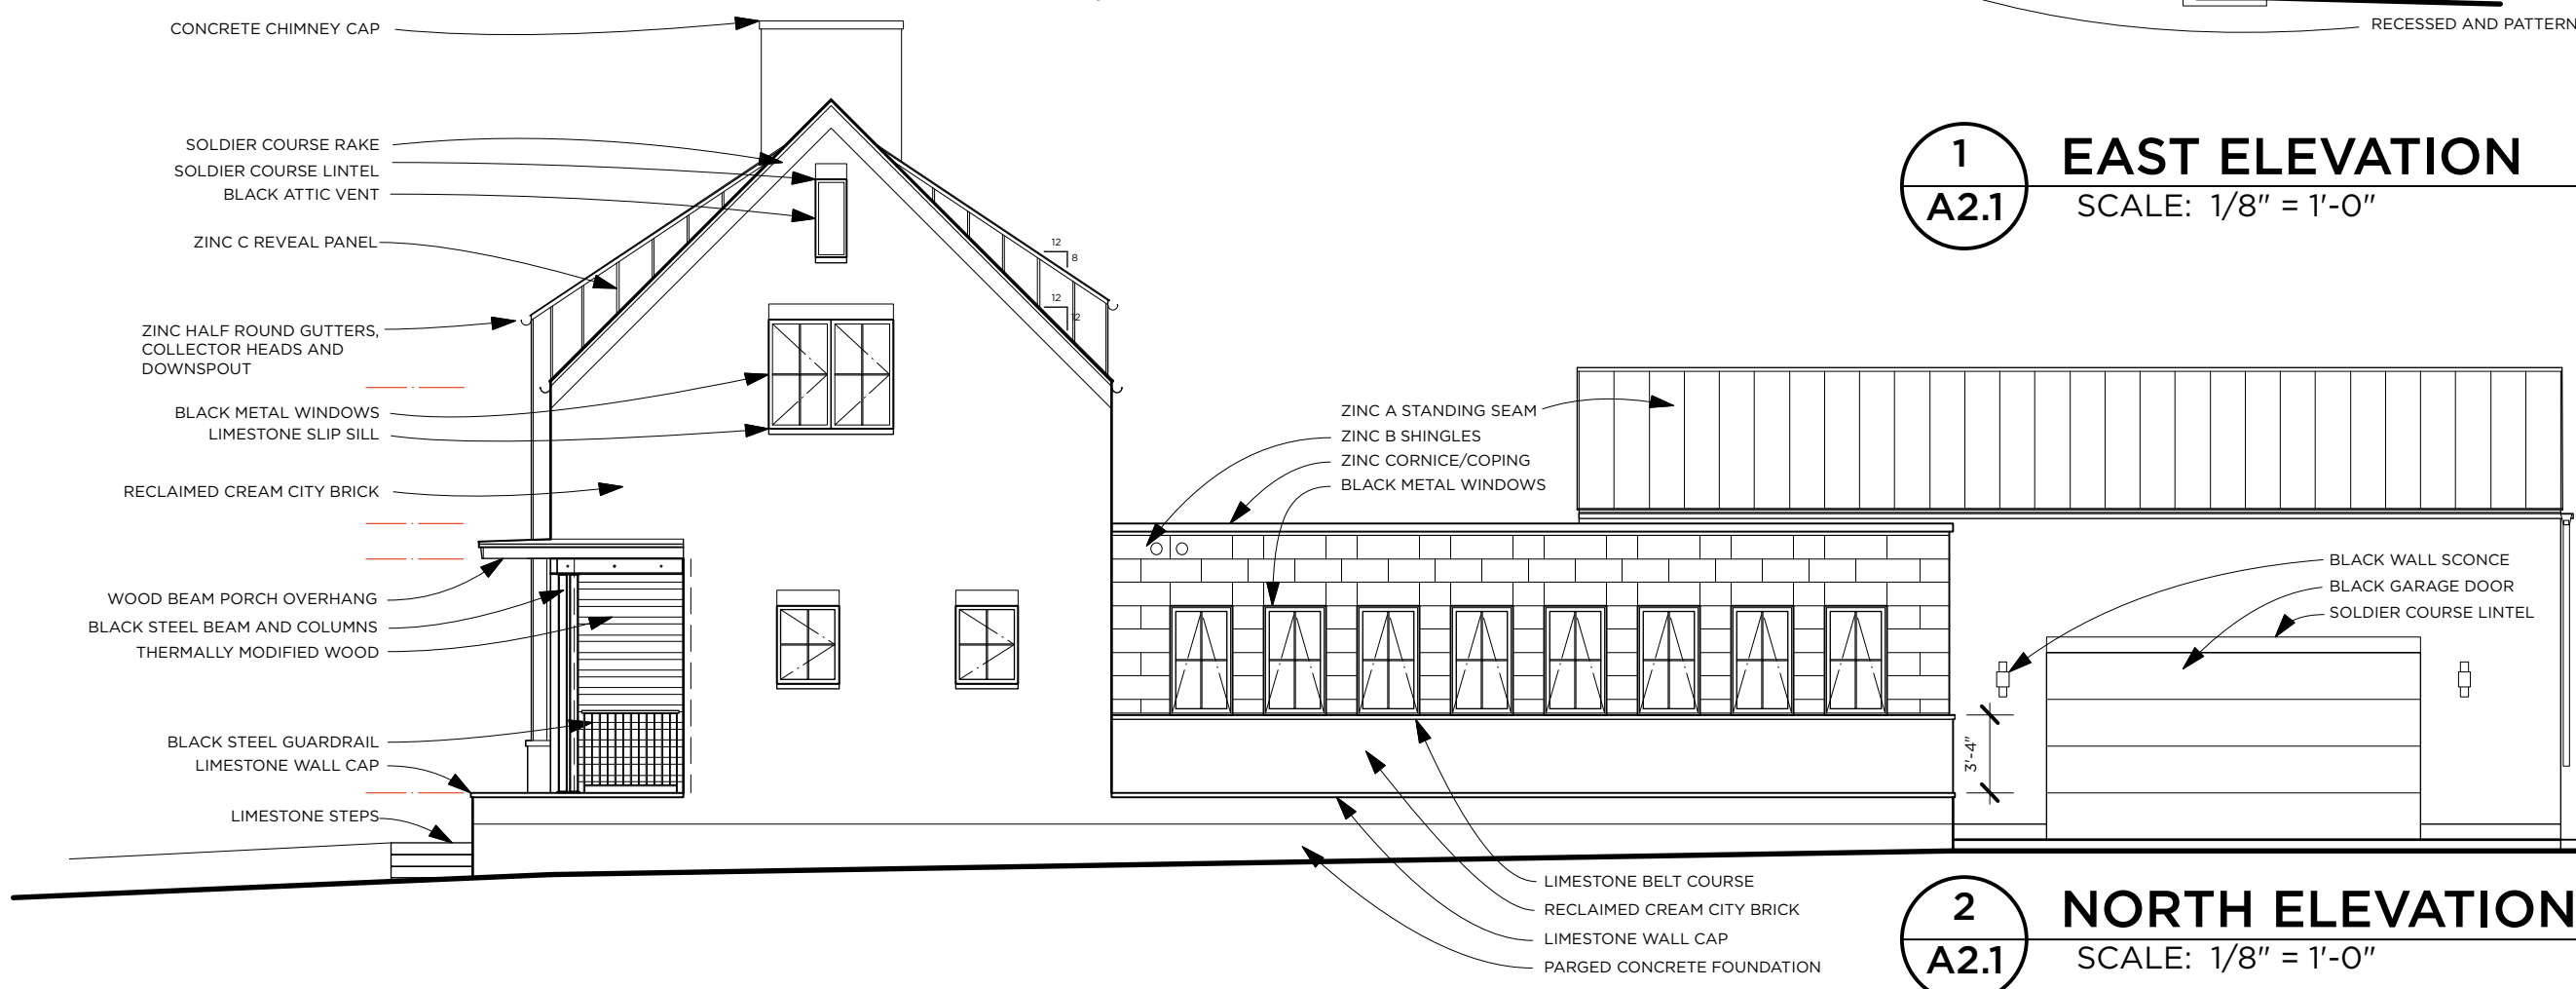 CONCRETE CHIMNEY CAP
RECESSED AND PATTERN
SOLDIER COURSE RAKE
SOLDIER COURSE LINTEL
BLACK ATTIC VENT
ZINC C REVEAL PANEL
ZINC HALF ROUND GUTTERS,
COLLECTOR HEADS AND
DOWNSPOUT
BLACK METAL WINDOWS
LIMESTONE SLIP SILL
RECLAIMED CREAM CITY BRICK
WOOD BEAM PORCH OVERHANG
BLACK STEEL BEAM AND COLUMNS
THERMALLY MODIFIED WOOD
BLACK STEEL GUARDRAIL
LIMESTONE WALL CAP
LIMESTONE STEPS
12
8
12
12
1
A2.1
EAST ELEVATION
SCALE: 1/8" = 1'-0"
ZINC A STANDING SEAM
ZINC B SHINGLES
ZINC CORNICE/COPING
BLACK METAL WINDOWS
BLACK WALL SCONCE
BLACK GARAGE DOOR
SOLDIER COURSE LINTEL
3'-4"
LIMESTONE BELT COURSE
RECLAIMED CREAM CITY BRICK
LIMESTONE WALL CAP
PARGED CONCRETE FOUNDATION
2
A2.1
NORTH ELEVATION
SCALE: 1/8" = 1'-0"